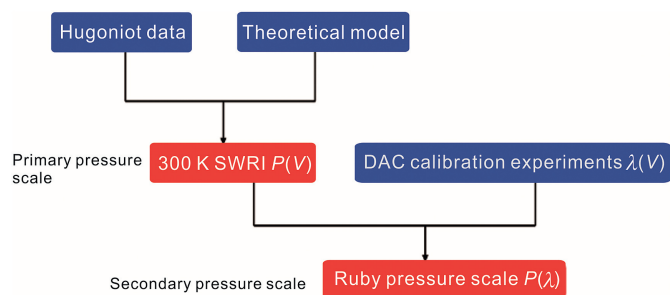 Hugoniot data
Theoretical model
Primary pressure
scale
300 K SWRI P(V)
DAC calibration experiments λ(V)
Secondary pressure scale
Ruby pressure scale P(λ)